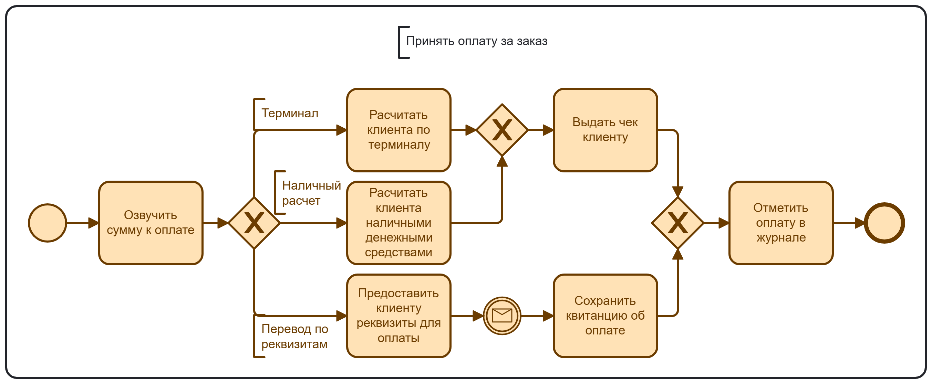 Принять оплату за заказ
Терминал
Расчитать
клиента по
терминалу
X
Выдать чек
клиенту
Наличный
расчет
Озвучить
сумму к оплате
X
Расчитать
клиента
наличными
денежными
средствами
X
Отметить
оплату в
журнале
Перевод по
реквизитам
Предоставить
клиенту
реквизиты для
оплаты
Сохранить
квитанцию об
оплате